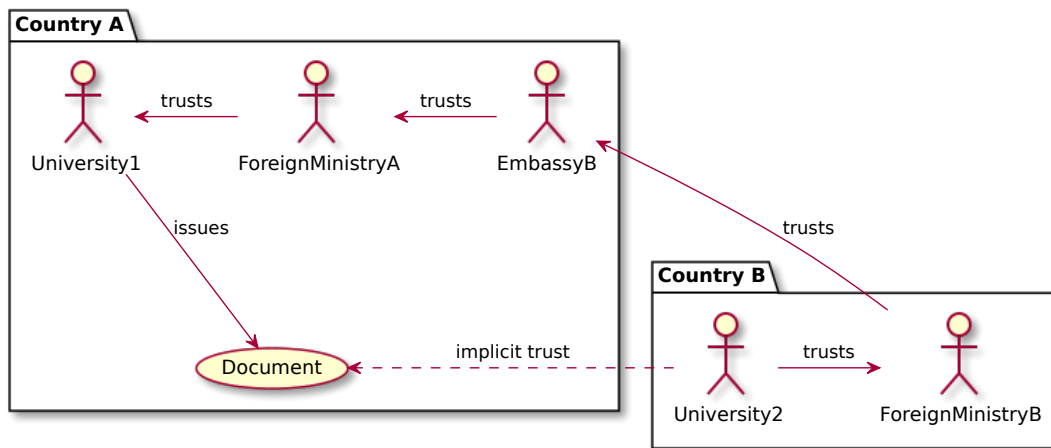 Country A
trusts
trusts
University1
ForeignMinistryA
EmbassyB
issues
trusts
Country B
Document
implicit trust
trusts
University2
ForeignMinistryB